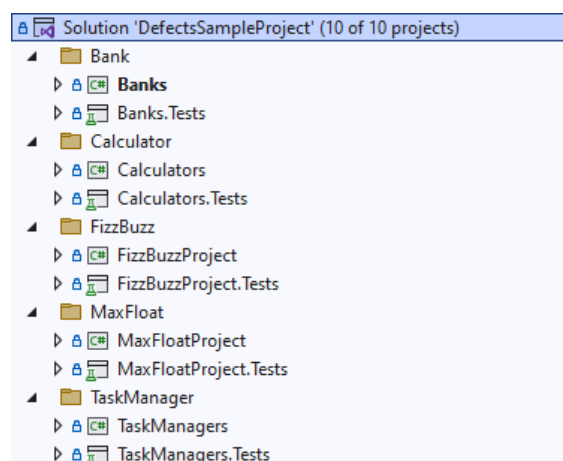 Solution 'DefectsSampleProject' (10 of 10 projects)
Bank
C# Banks
Banks.Tests
Calculator
C# Calculators
Calculators.Tests
FizzBuzz
C# FizzBuzzProject
FizzBuzzProject.Tests
MaxFloat
C# MaxFloatProject
MaxFloatProject.Tests
TaskManager
C# TaskManagers
TaskManagers.Tests